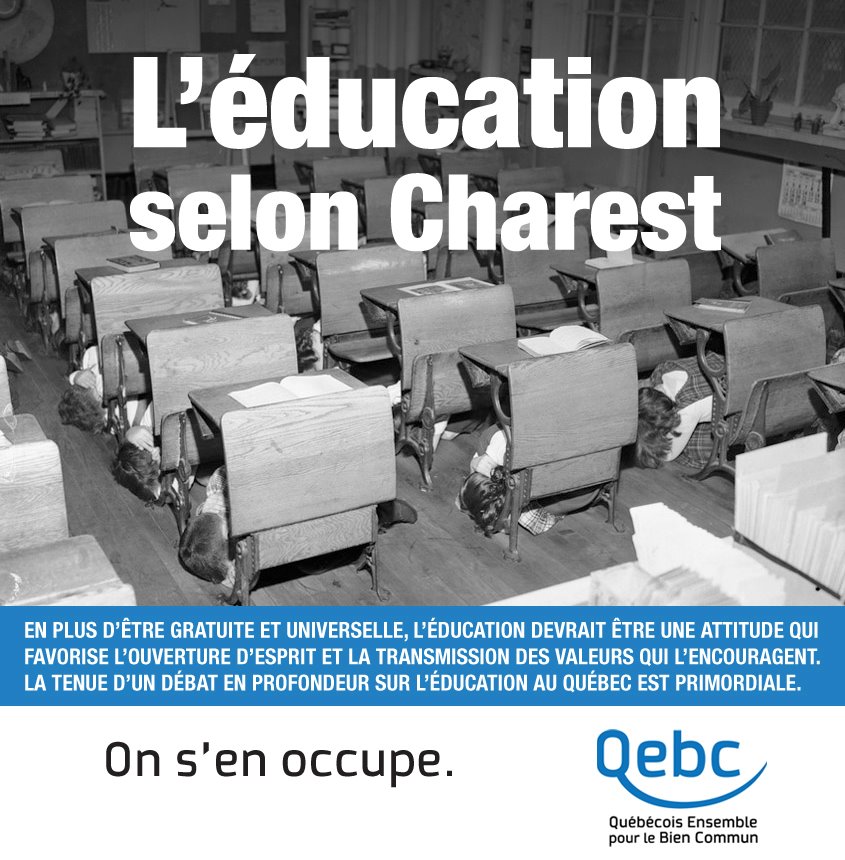 L'éducation
selon Charest
EN PLUS D'ÊTRE GRATUITE ET UNIVERSELLE, L'ÉDUCATION DEVRAIT ÊTRE UNE ATTITUDE QUI
FAVORISE L'OUVERTURE D'ESPRIT ET LA TRANSMISSION DES VALEURS QUI L'ENCOURAGENT.
LA TENUE D'UN DÉBAT EN PROFONDEUR SUR L'ÉDUCATION AU QUÉBEC EST PRIMORDIALE.
On s'en occupe.
Qebc
Québécois Ensemble
pour le Bien Commun